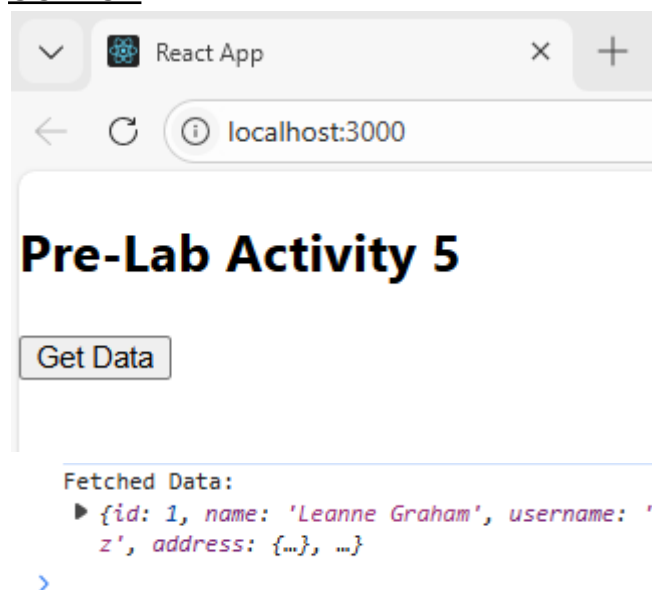 React App
localhost:3000
Pre-Lab Activity 5
Get Data
Fetched Data:
{id: 1, name: 'Leanne Graham', username: '
z', address: {…}, …}